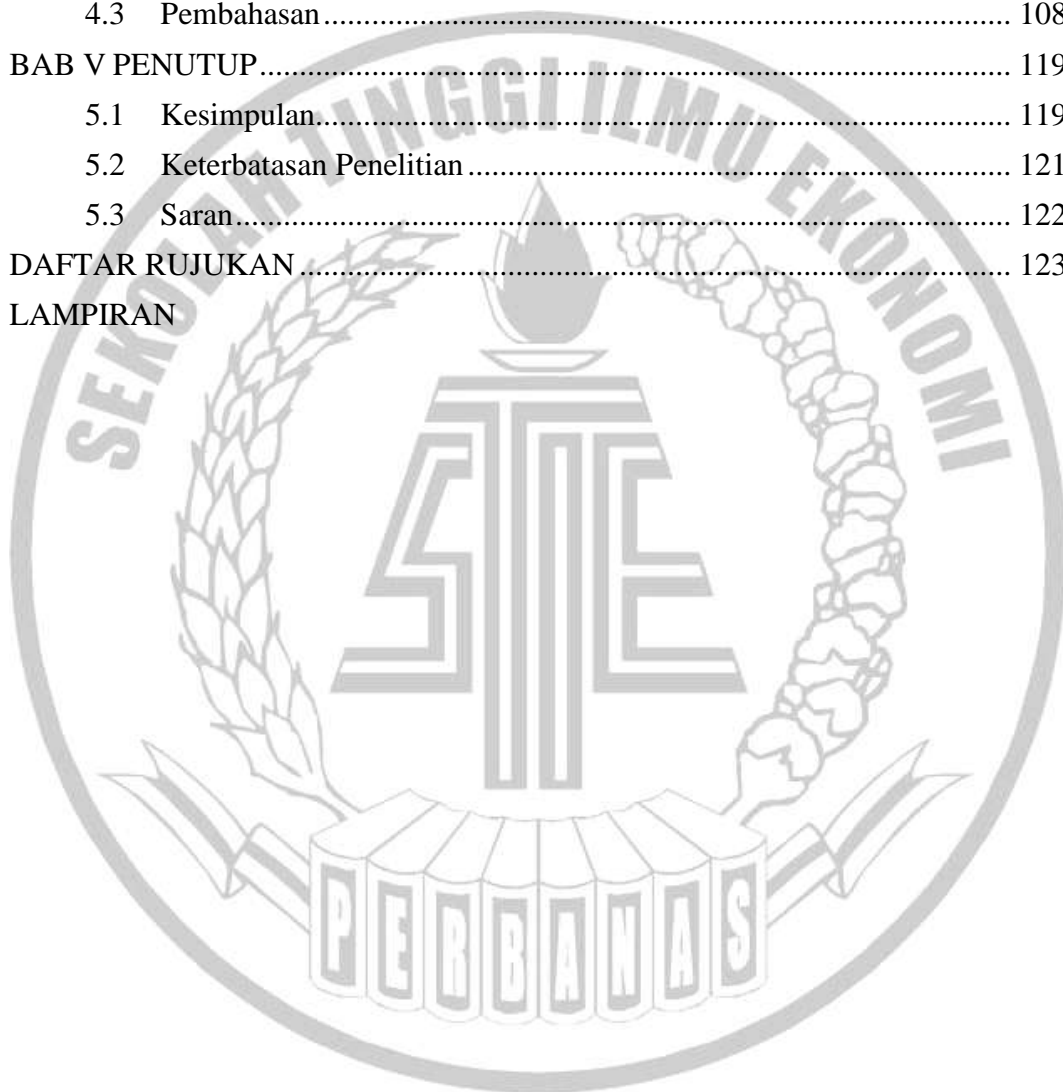 4.3 Pembahasan........................................................................................ 108
BAB V PENUTUP................................................................................................ 119
5.1 Kesimpulan......................................................................................... 119
5.2 Keterbatasan Penelitian....................................................................... 121
5.3 Saran................................................................................................... 122
DAFTAR RUJUKAN........................................................................................... 123
LAMPIRAN
SEKOLAH TINGGI ILMU EKONOMI
STIE
PERBANAS